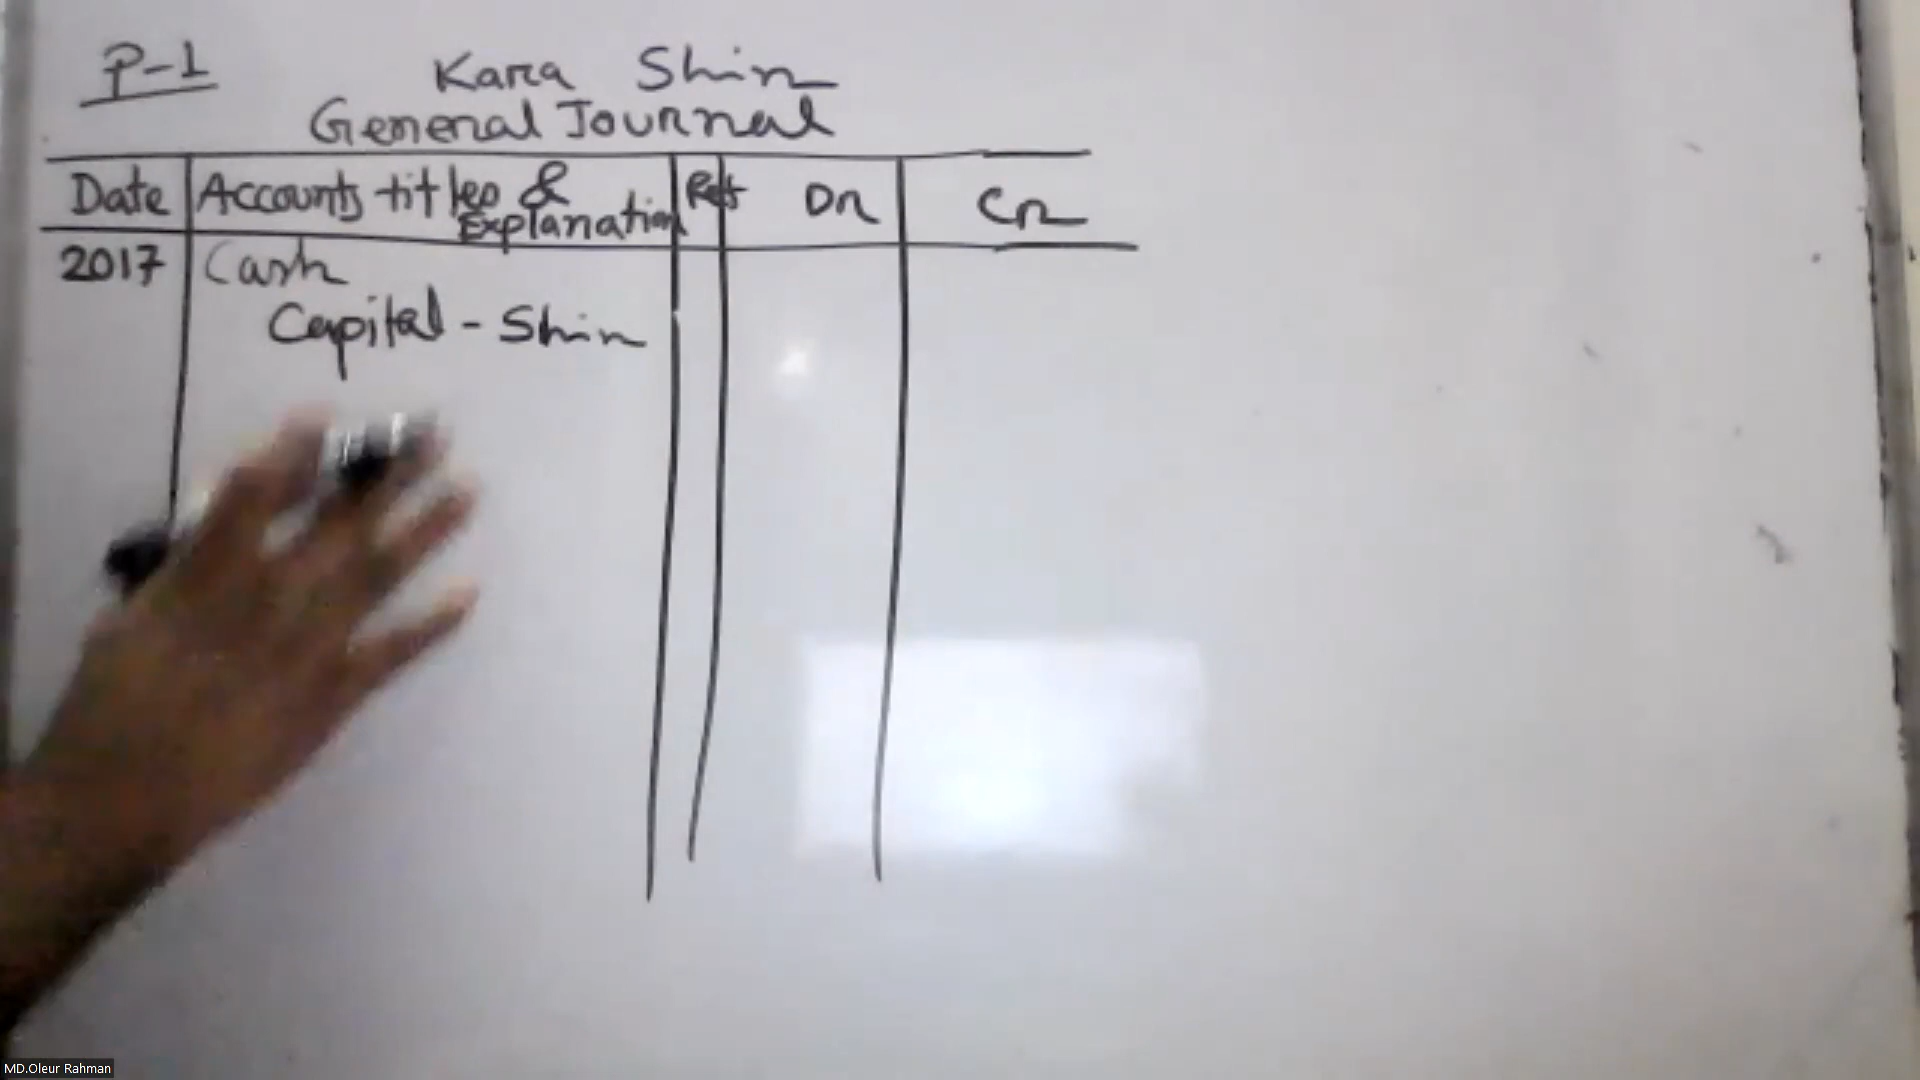 P-1
Kara Shin
General Journal
Date Accounts titles & Explanation Ref Dr Cr
2017 Cash
Capital - Shin
MD.Oleur Rahman